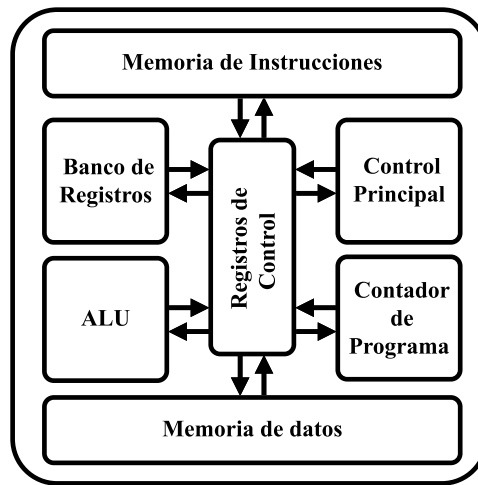 Memoria de Instrucciones
Banco de
Registros
Registros de
Control
Control
Principal
ALU
Contador
de
Programa
Memoria de datos